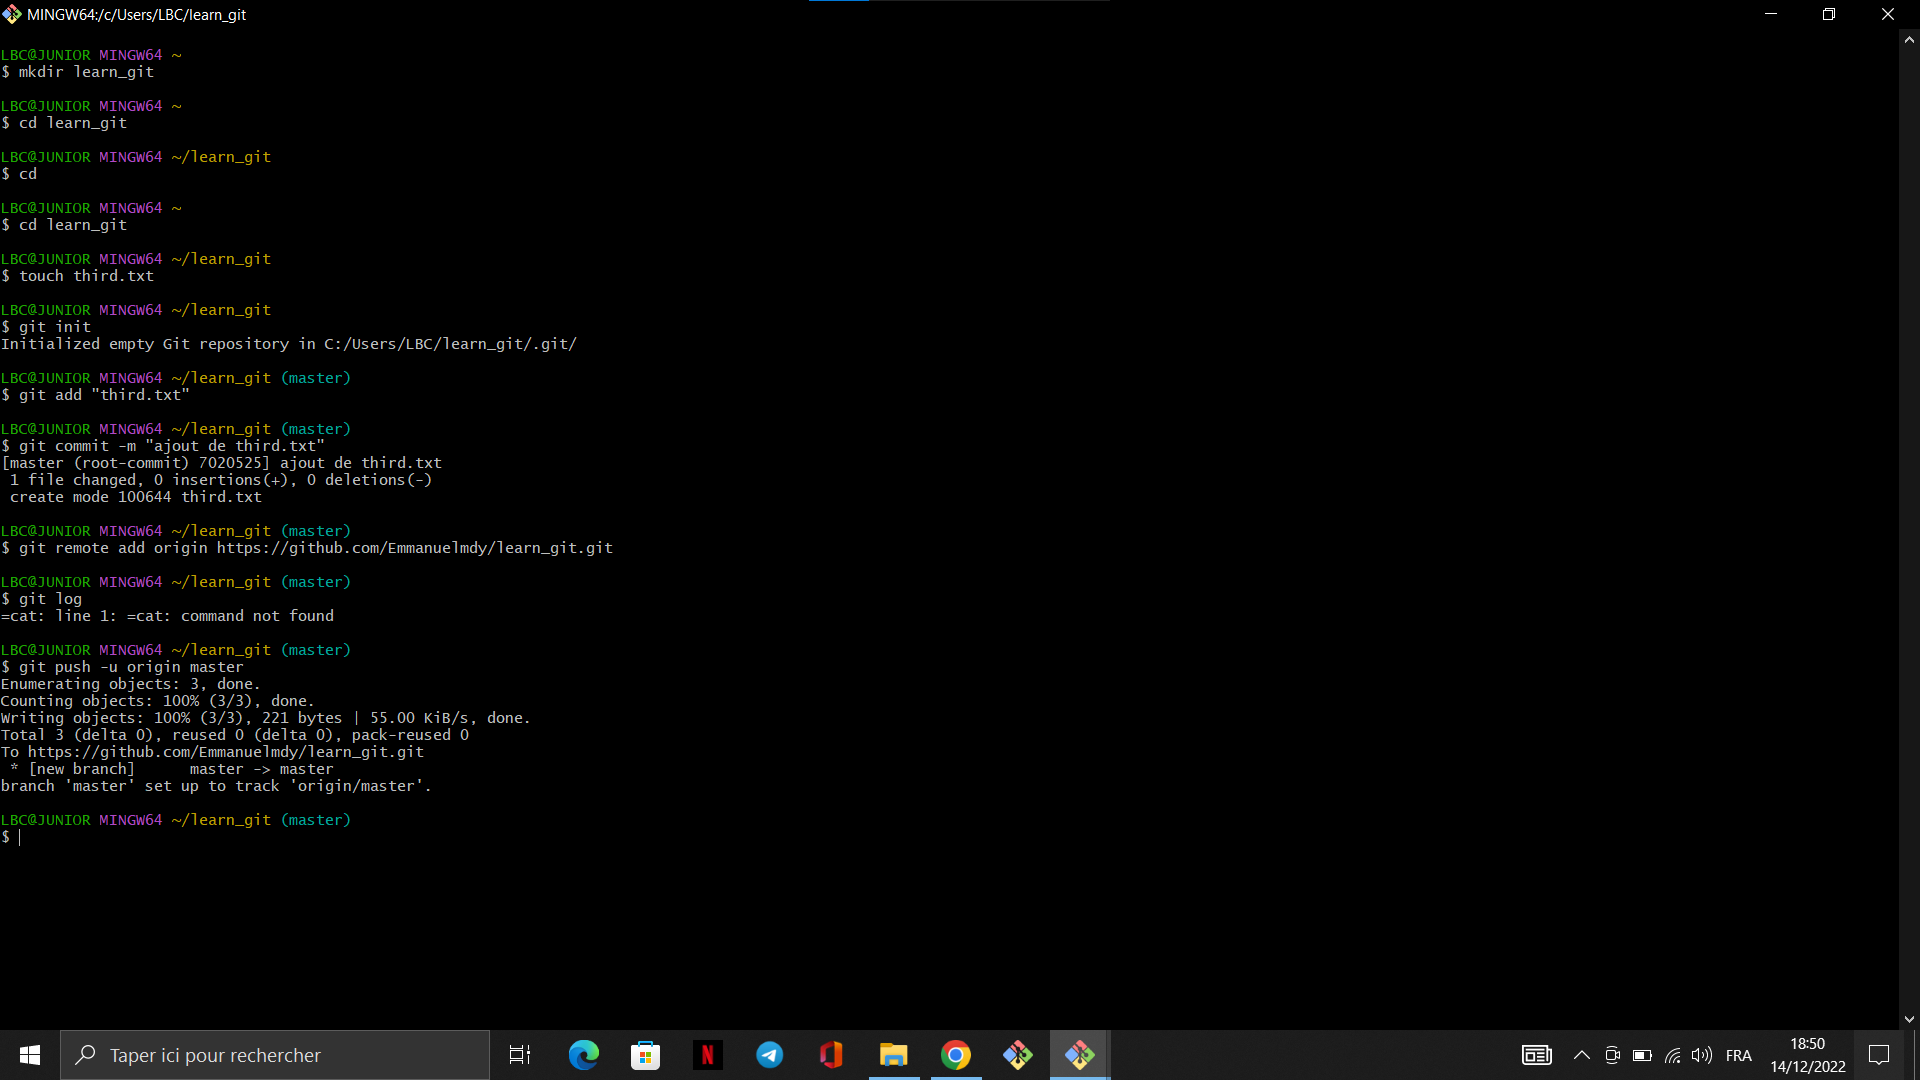 MINGW64:/c/Users/LBC/learn_git
LBC@JUNIOR MINGW64 ~
$ mkdir learn_git
LBC@JUNIOR MINGW64 ~
$ cd learn_git
LBC@JUNIOR MINGW64 ~/learn_git
$ cd
LBC@JUNIOR MINGW64 ~
$ cd learn_git
LBC@JUNIOR MINGW64 ~/learn_git
$ touch third.txt
LBC@JUNIOR MINGW64 ~/learn_git
$ git init
Initialized empty Git repository in C:/Users/LBC/learn_git/.git/
LBC@JUNIOR MINGW64 ~/learn_git (master)
$ git add "third.txt"
LBC@JUNIOR MINGW64 ~/learn_git (master)
$ git commit -m "ajout de third.txt"
[master (root-commit) 7020525] ajout de third.txt
 1 file changed, 0 insertions(+), 0 deletions(-)
 create mode 100644 third.txt
LBC@JUNIOR MINGW64 ~/learn_git (master)
$ git remote add origin https://github.com/Emmanuelmdy/learn_git.git
LBC@JUNIOR MINGW64 ~/learn_git (master)
$ git log
=cat: line 1: =cat: command not found
LBC@JUNIOR MINGW64 ~/learn_git (master)
$ git push -u origin master
Enumerating objects: 3, done.
Counting objects: 100% (3/3), done.
Writing objects: 100% (3/3), 221 bytes | 55.00 KiB/s, done.
Total 3 (delta 0), reused 0 (delta 0), pack-reused 0
To https://github.com/Emmanuelmdy/learn_git.git
 * [new branch]      master -> master
branch 'master' set up to track 'origin/master'.
LBC@JUNIOR MINGW64 ~/learn_git (master)
$
Taper ici pour rechercher
N
FRA
18:50
14/12/2022